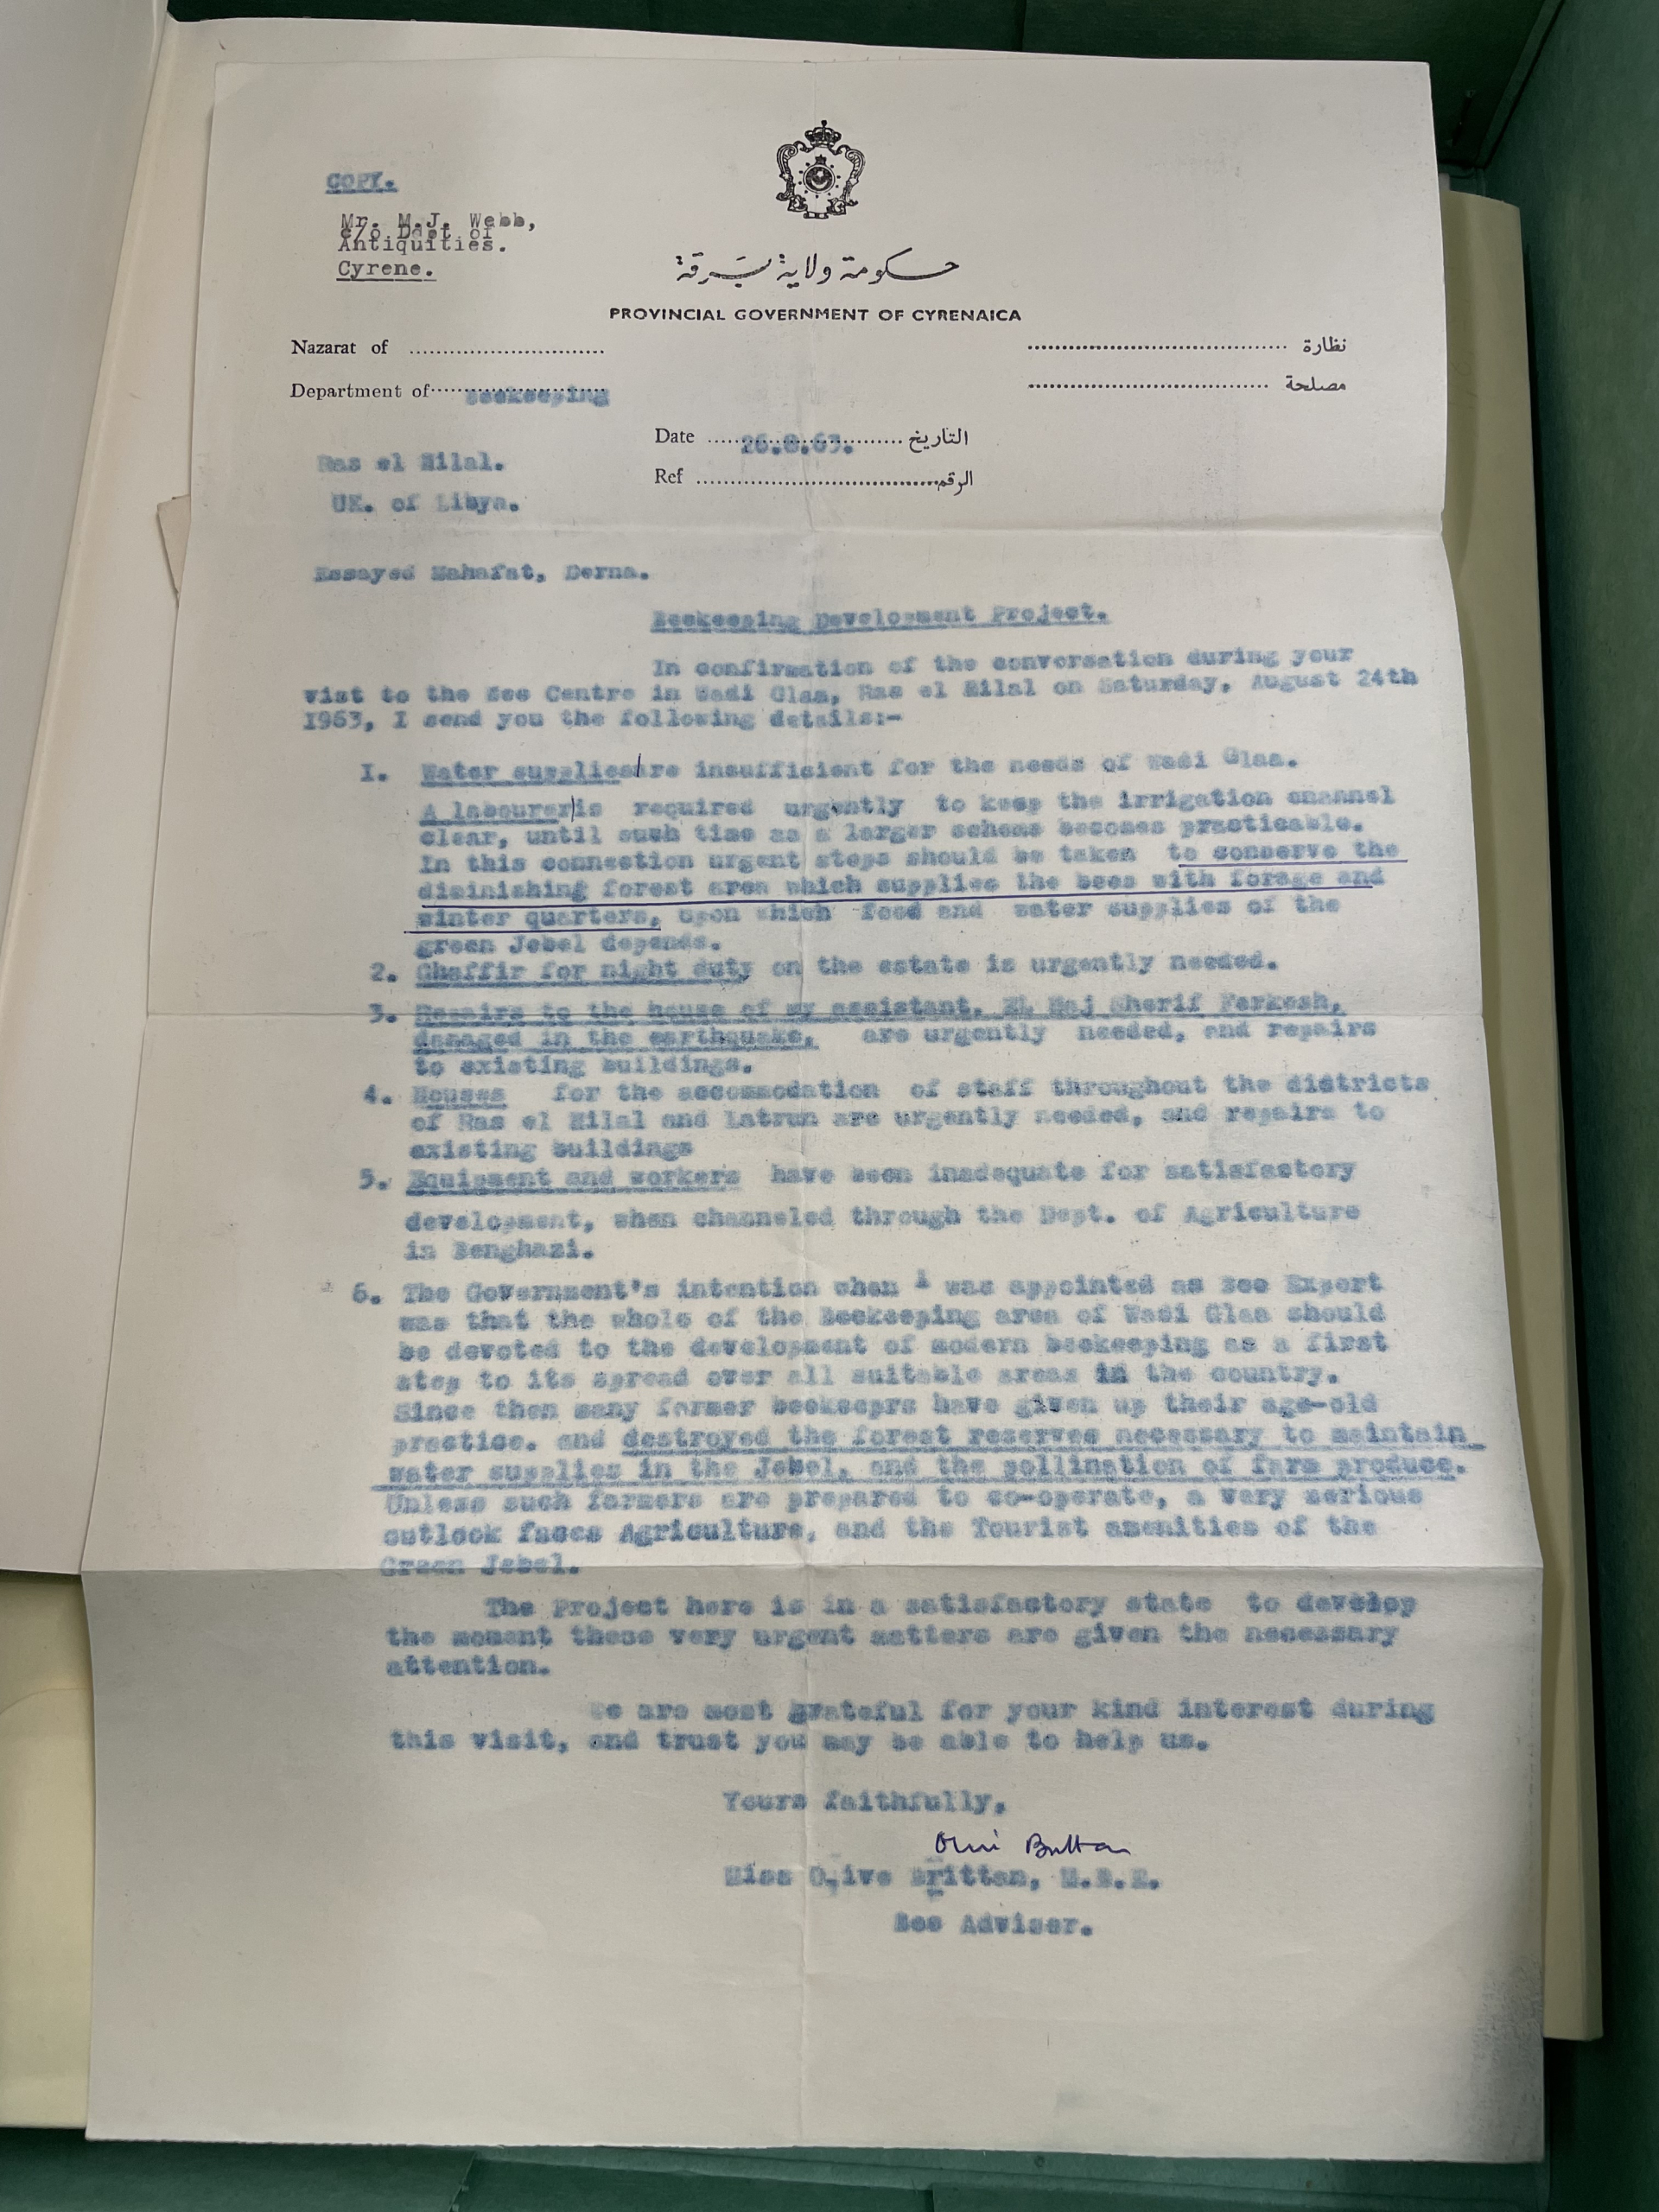 COPY.
Mr. M.J. Webb,
c/o Dept of
Antiquities.
Cyrene.
حكومة ولاية برقة
PROVINCIAL GOVERNMENT OF CYRENAICA
Nazarat of .............................. نظارة
Department of Beekeeping .............................. مصلحة
Date 26.8.63. التاريخ
Ras el Hilal.
Ref .............................. الرقم
UK. of Libya.
Essayed Mahafat, Derna.
Beekeeping Development Project.
In confirmation of the conversation during your
vist to the Bee Centre in Wadi Glaa, Ras el Hilal on Saturday, August 24th
1963, I send you the following details:-
1. Water supplies/are insufficient for the needs of Wadi Glaa.
A labourer/is required urgently to keep the irrigation channel
clear, until such time as a larger scheme becomes practicable.
In this connection urgent steps should be taken to conserve the
diminishing forest area which supplies the bees with forage and
winter quarters, upon which food and water supplies of the
green Jebel depends.
2. Ghaffir for night duty on the estate is urgently needed.
3. Repairs to the house of my assistant, El Haj Sherif Ferkash,
damaged in the earthquake, are urgently needed, and repairs
to existing buildings.
4. Houses for the accommodation of staff throughout the districts
of Ras el Hilal and Latrun are urgently needed, and repairs to
existing buildings
5. Equipment and workers have been inadequate for satisfactory
development, when channeled through the Dept. of Agriculture
in Benghazi.
6. The Government's intention when I was appointed as Bee Expert
was that the whole of the Beekeeping area of Wadi Glaa should
be devoted to the development of modern beekeeping as a first
step to its spread over all suitable areas in the country.
Since then many former beekeeprs have given up their age-old
practice. and destroyed the forest reserves necessary to maintain
water supplies in the Jebel, and the pollination of farm produce.
Unless such farmers are prepared to co-operate, a very serious
outlook faces Agriculture, and the Tourist amenities of the
Green Jebel.
The Project here is in a satisfactory state to develop
the moment these very urgent matters are given the necessary
attention.
We are most grateful for your kind interest during
this visit, and trust you may be able to help us.
Yours faithfully,
Olive Brittan
Miss Olive Brittan, M.B.E.
Bee Adviser.